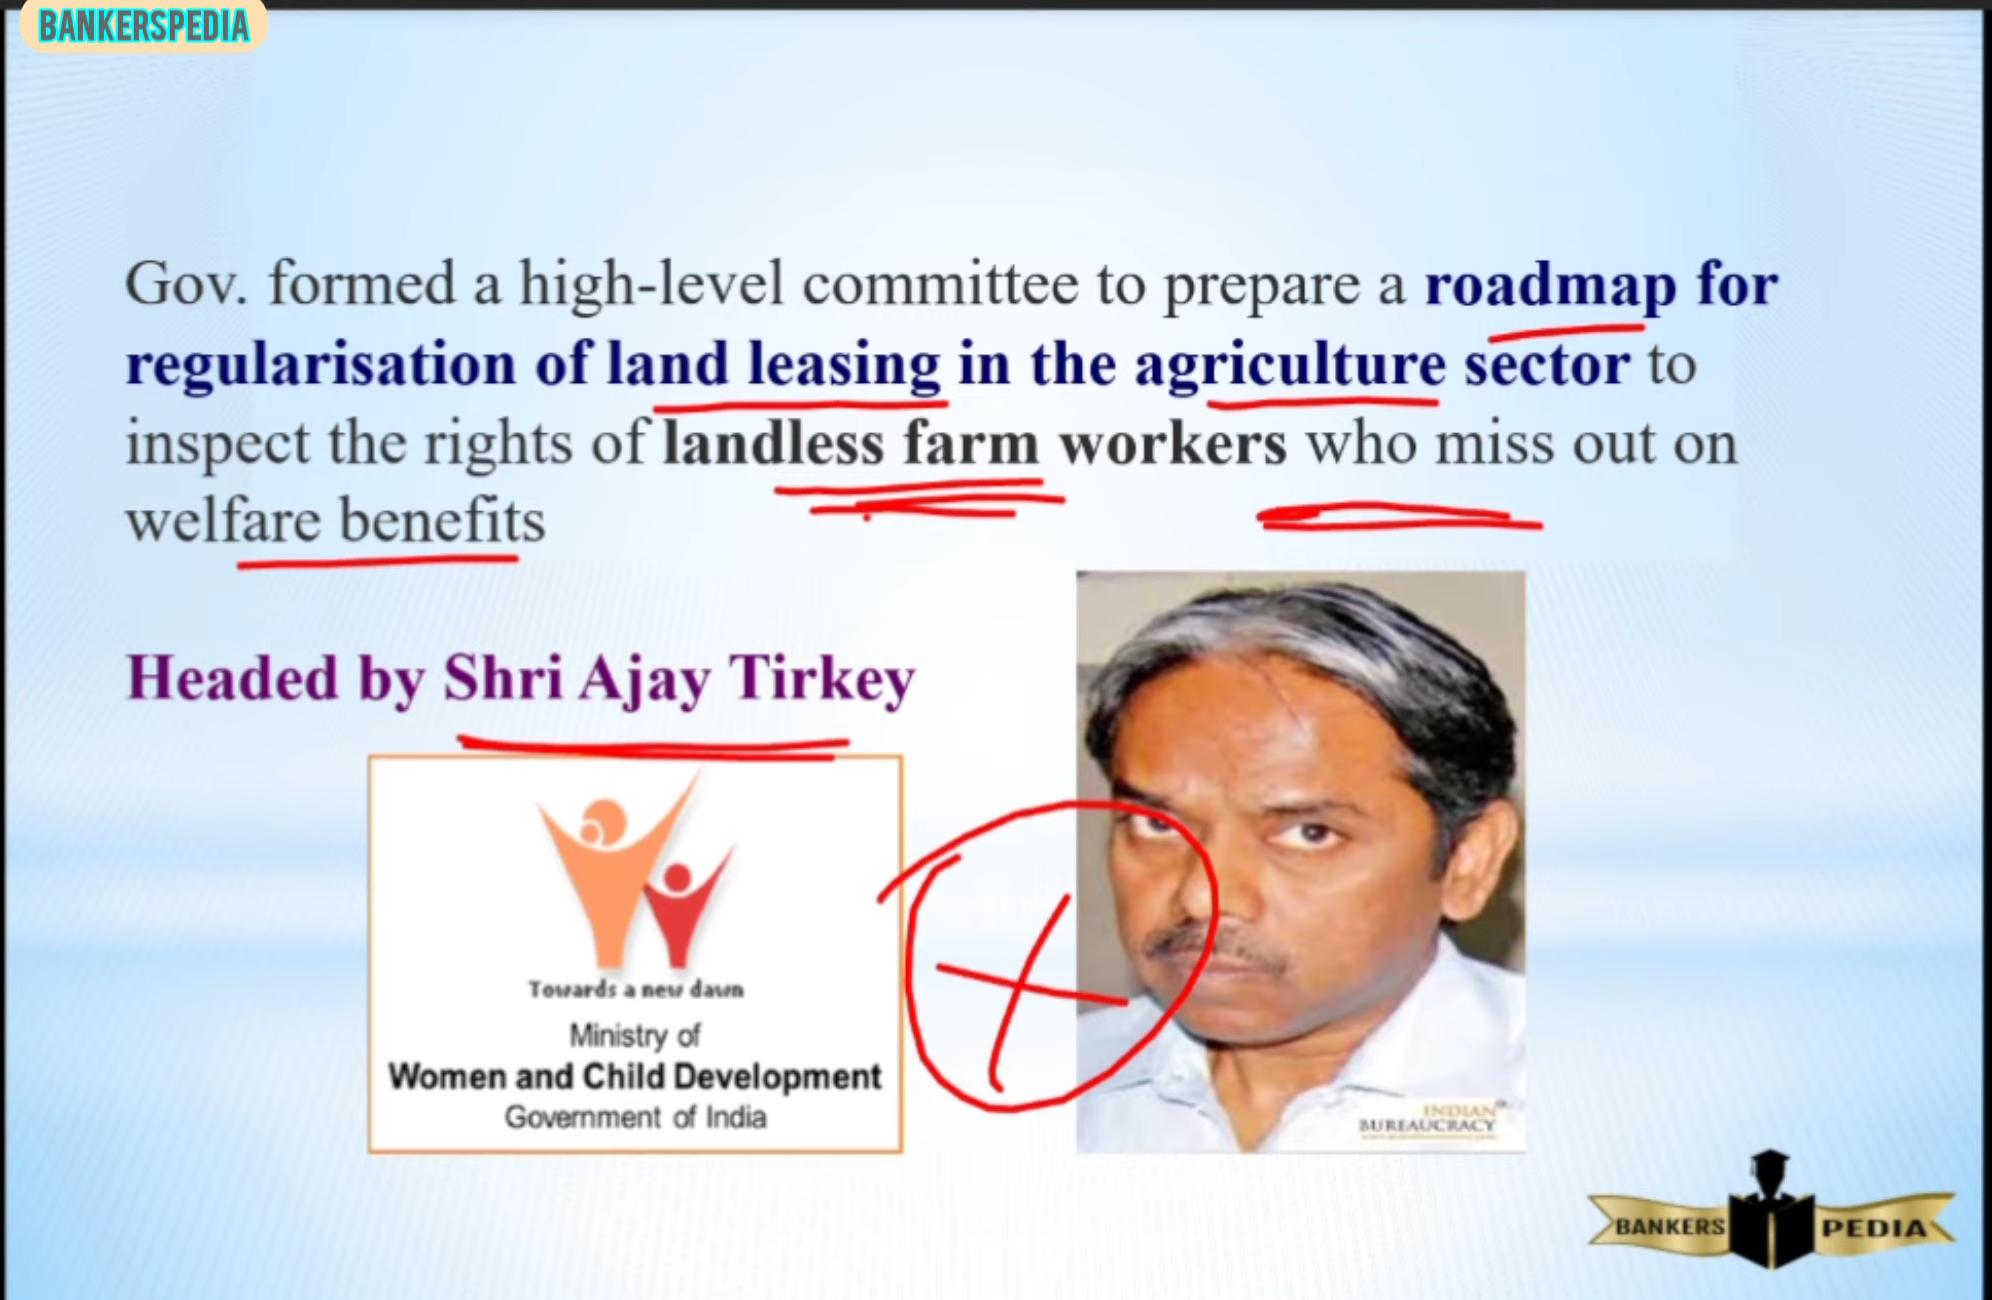 BANKERSPEDIA
Gov. formed a high-level committee to prepare a roadmap for
regularisation of land leasing in the agriculture sector to
inspect the rights of landless farm workers who miss out on
welfare benefits
Headed by Shri Ajay Tirkey
Towards a new dawn
Ministry of
Women and Child Development
Government of India
INDIAN
BUREAUCRACY
BANKERS PEDIA